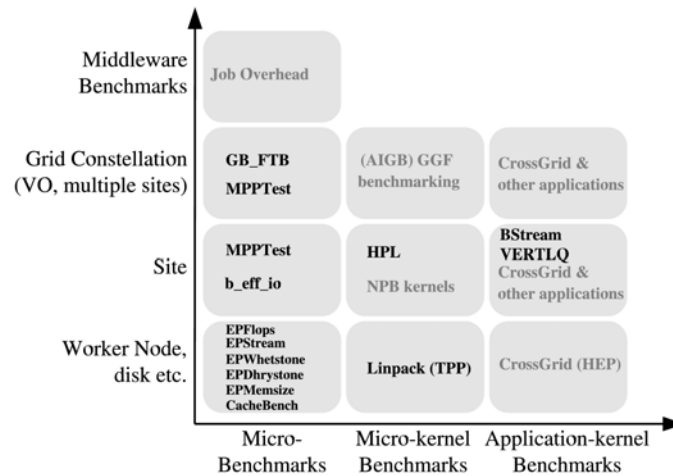 Middleware
Benchmarks
Job Overhead
Grid Constellation
(VO, multiple sites)
GB_FTB
MPPTest
(AIGB) GGF
benchmarking
CrossGrid &
other applications
Site
MPPTest
b_eff_io
HPL
NPB kernels
BStream
VERTLQ
CrossGrid &
other applications
Worker Node,
disk etc.
EPFlops
EPStream
EPWhetstone
EPDhrystone
EPMemsize
CacheBench
Linpack (TPP)
CrossGrid (HEP)
Micro-
Benchmarks
Micro-kernel
Benchmarks
Application-kernel
Benchmarks